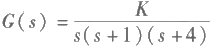 G(s) = K / s(s+1)(s+4)